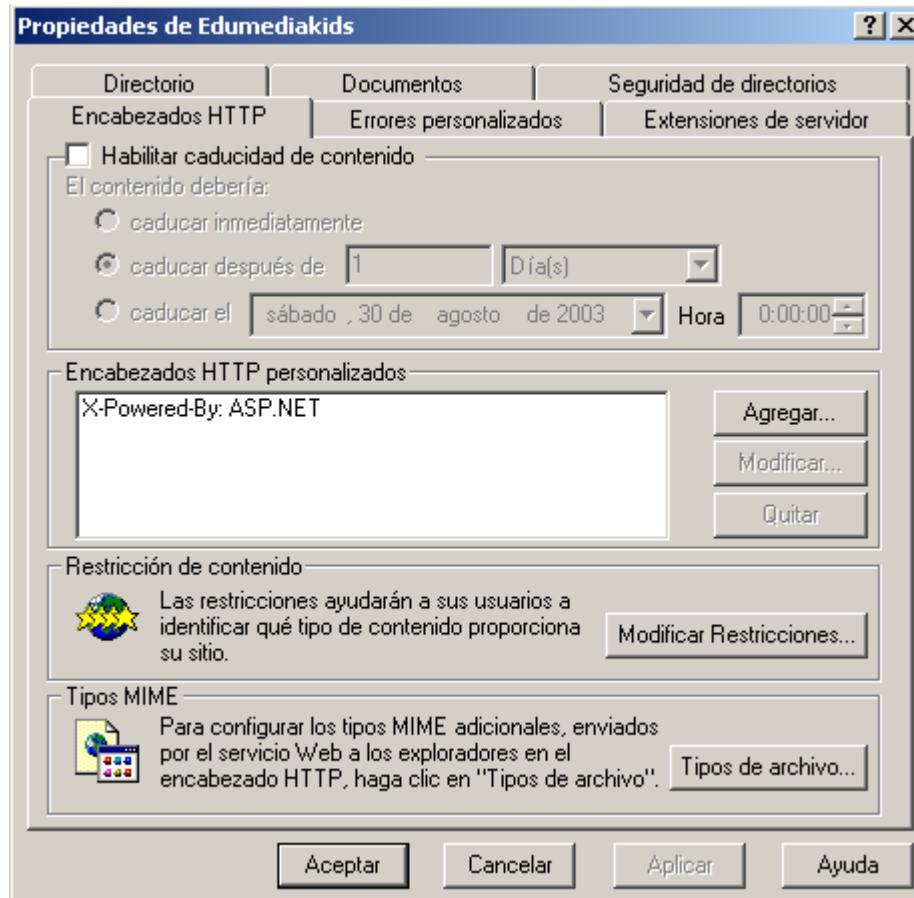 Propiedades de Edumediakids
Directorio
Documentos
Seguridad de directorios
Encabezados HTTP
Errores personalizados
Extensiones de servidor
Habilitar caducidad de contenido
El contenido debería:
caducar inmediatamente
caducar después de 1 Día(s)
caducar el sábado , 30 de agosto de 2003 Hora 0:00:00
Encabezados HTTP personalizados
X-Powered-By: ASP.NET
Agregar...
Modificar...
Quitar
Restricción de contenido
Las restricciones ayudarán a sus usuarios a
identificar qué tipo de contenido proporciona
su sitio.
Modificar Restricciones...
Tipos MIME
Para configurar los tipos MIME adicionales, enviados
por el servicio Web a los exploradores en el
encabezado HTTP, haga clic en "Tipos de archivo".
Tipos de archivo...
Aceptar
Cancelar
Aplicar
Ayuda